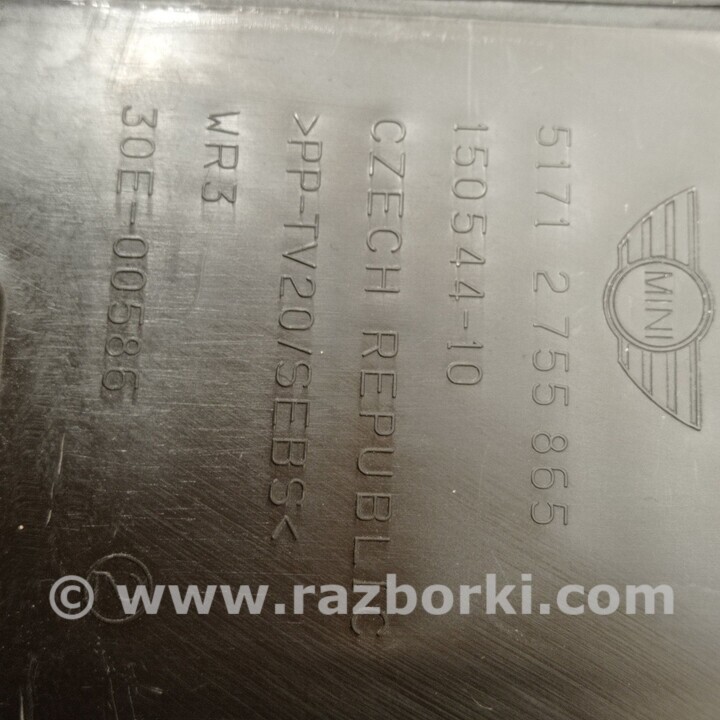 MINI
5171 2 755 865
150544-10
CZECH REPUBLIC
>PP-TV20/SEBS<
WR3
30E-00586
© www.razborki.com